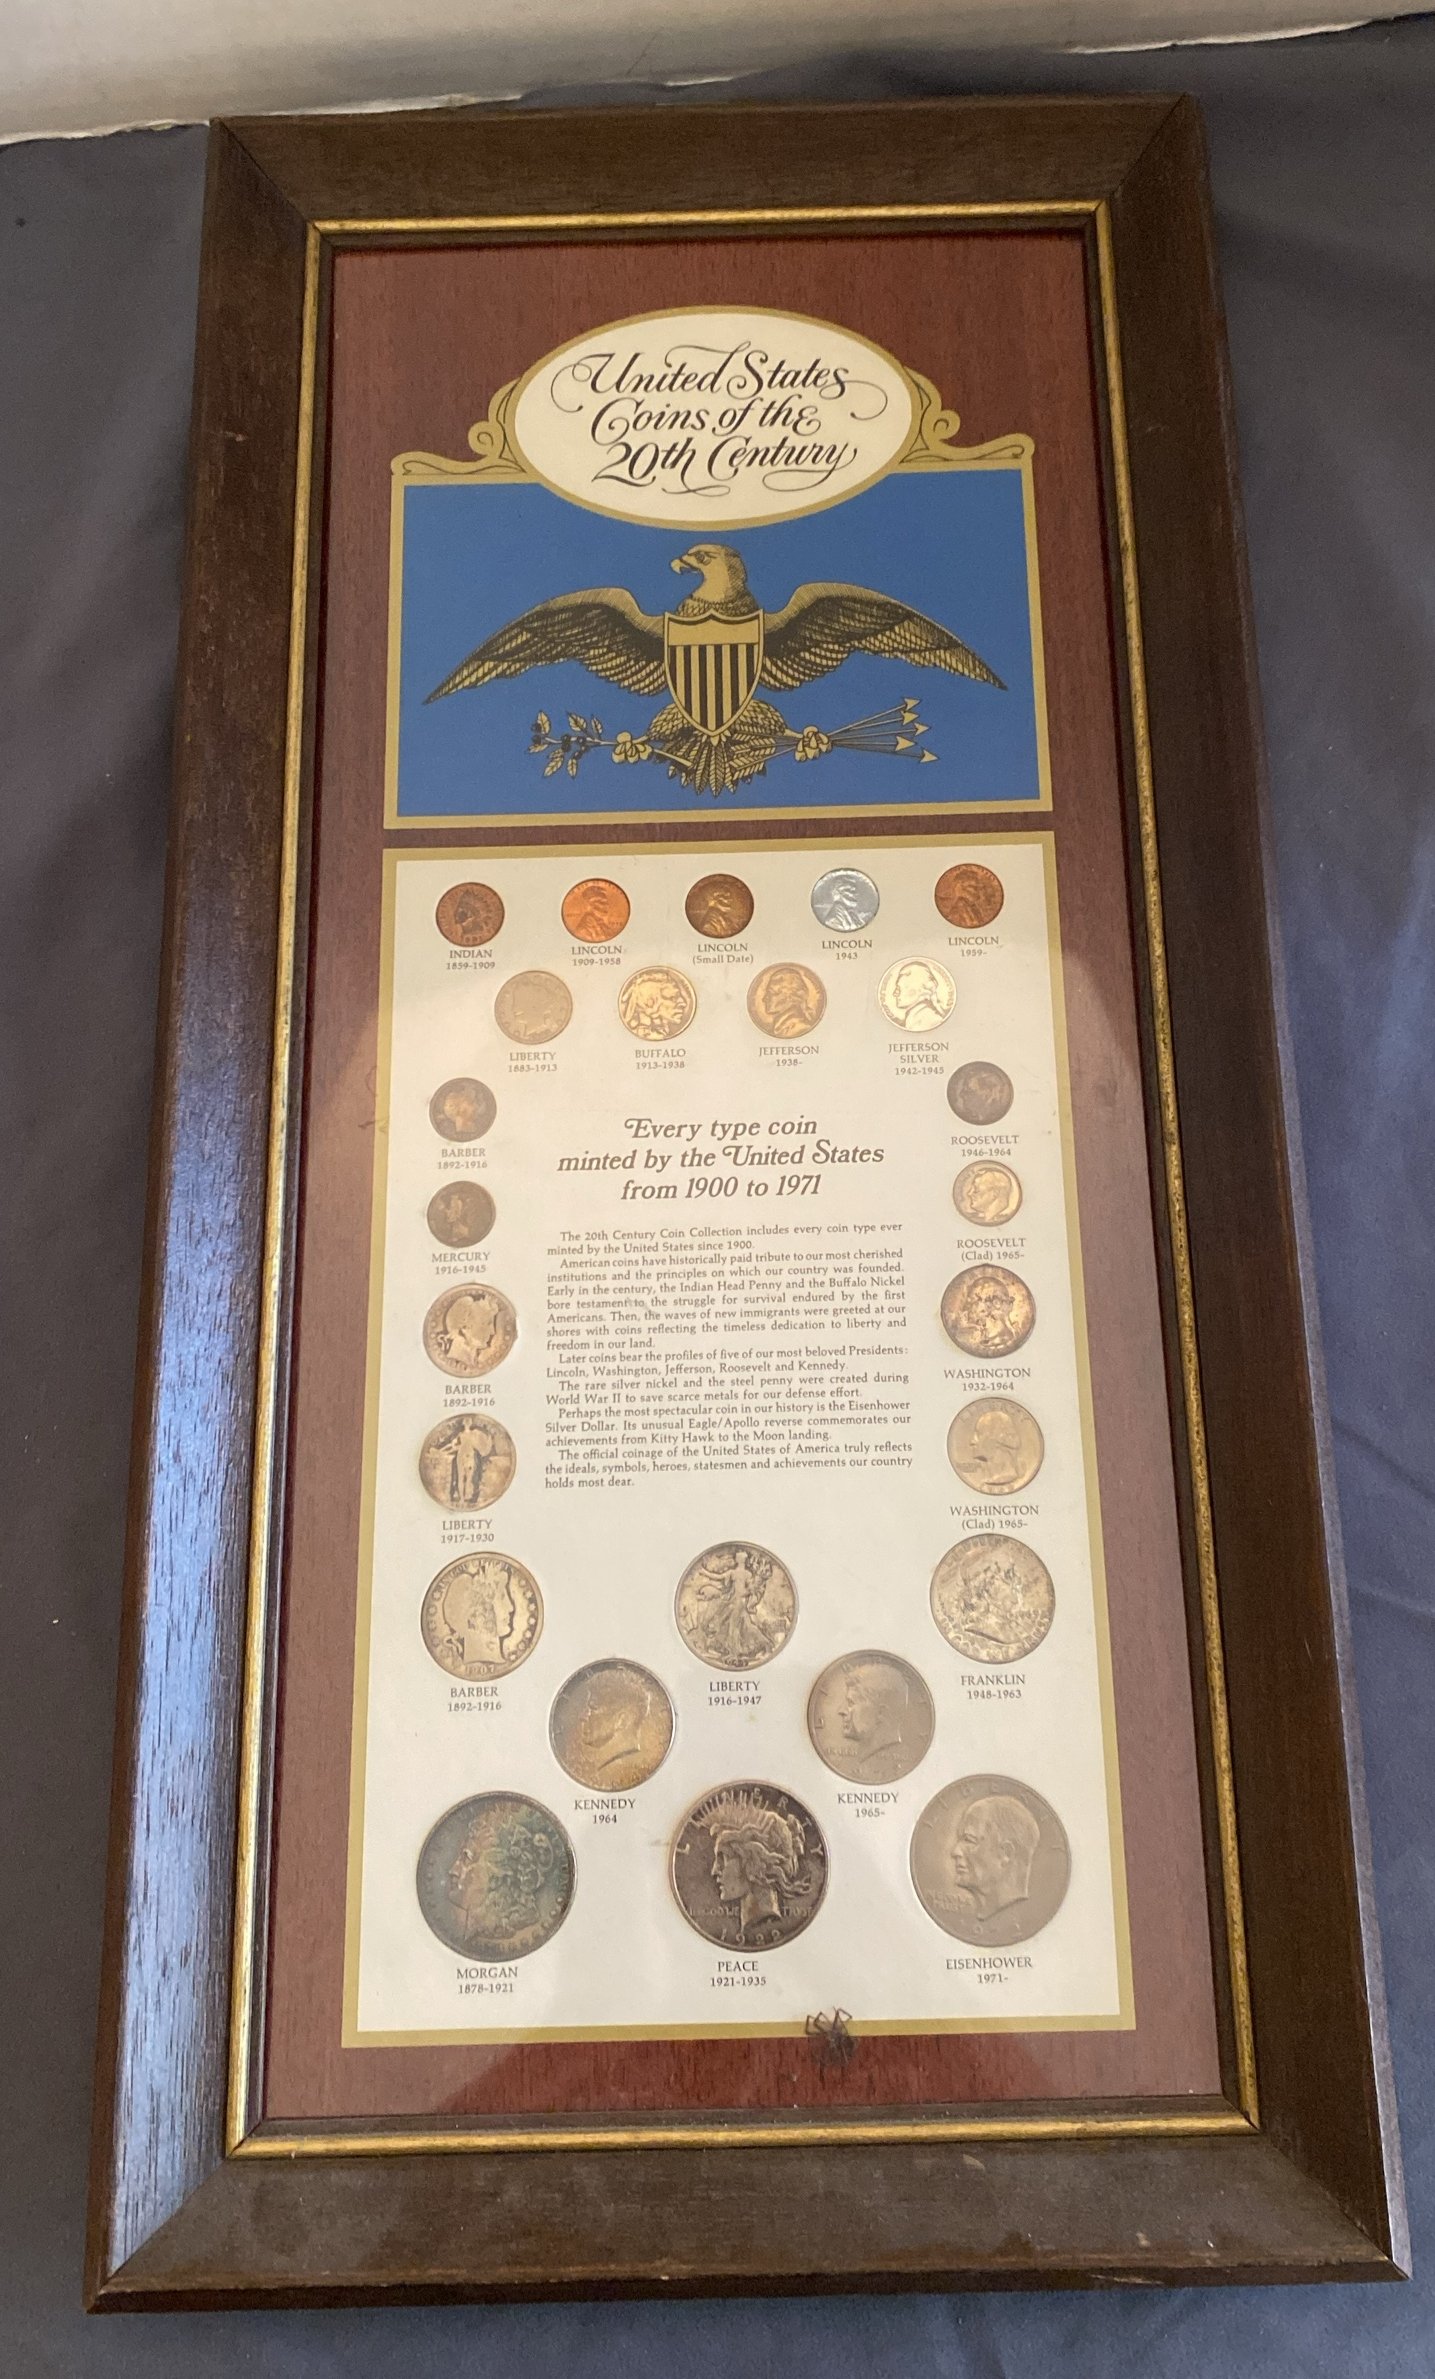 United States
Coins of the
20th Century
INDIAN
1859-1909
LINCOLN
1909-1958
LINCOLN
(Small Date)
LINCOLN
1943
LINCOLN
1959-
LIBERTY
1883-1913
BUFFALO
1913-1938
JEFFERSON
1938-
JEFFERSON
SILVER
1942-1945
BARBER
1892-1916
MERCURY
1916-1945
BARBER
1892-1916
LIBERTY
1917-1930
Every type coin
minted by the United States
from 1900 to 1971
The 20th Century Coin Collection includes every coin type ever
minted by the United States since 1900.
American coins have historically paid tribute to our most cherished
institutions and the principles on which our country was founded.
Early in the century, the Indian Head Penny and the Buffalo Nickel
bore testament to the struggle for survival endured by the first
Americans. Then, the waves of new immigrants were greeted at our
shores with coins reflecting the timeless dedication to liberty and
freedom in our land.
Later coins bear the profiles of five of our most beloved Presidents:
Lincoln, Washington, Jefferson, Roosevelt and Kennedy.
The rare silver nickel and the steel penny were created during
World War II to save scarce metals for our defense effort.
Perhaps the most spectacular coin in our history is the Eisenhower
Silver Dollar. Its unusual Eagle/Apollo reverse commemorates our
achievements from Kitty Hawk to the Moon landing.
The official coinage of the United States of America truly reflects
the ideals, symbols, heroes, statesmen and achievements our country
holds most dear.
ROOSEVELT
1946-1964
ROOSEVELT
(Clad) 1965-
WASHINGTON
1932-1964
WASHINGTON
(Clad) 1965-
1907
BARBER
1892-1916
LIBERTY
1916-1947
FRANKLIN
1948-1963
KENNEDY
1964
KENNEDY
1965-
MORGAN
1878-1921
LIBERTY
TRUST
1922
PEACE
1921-1935
EISENHOWER
1971-